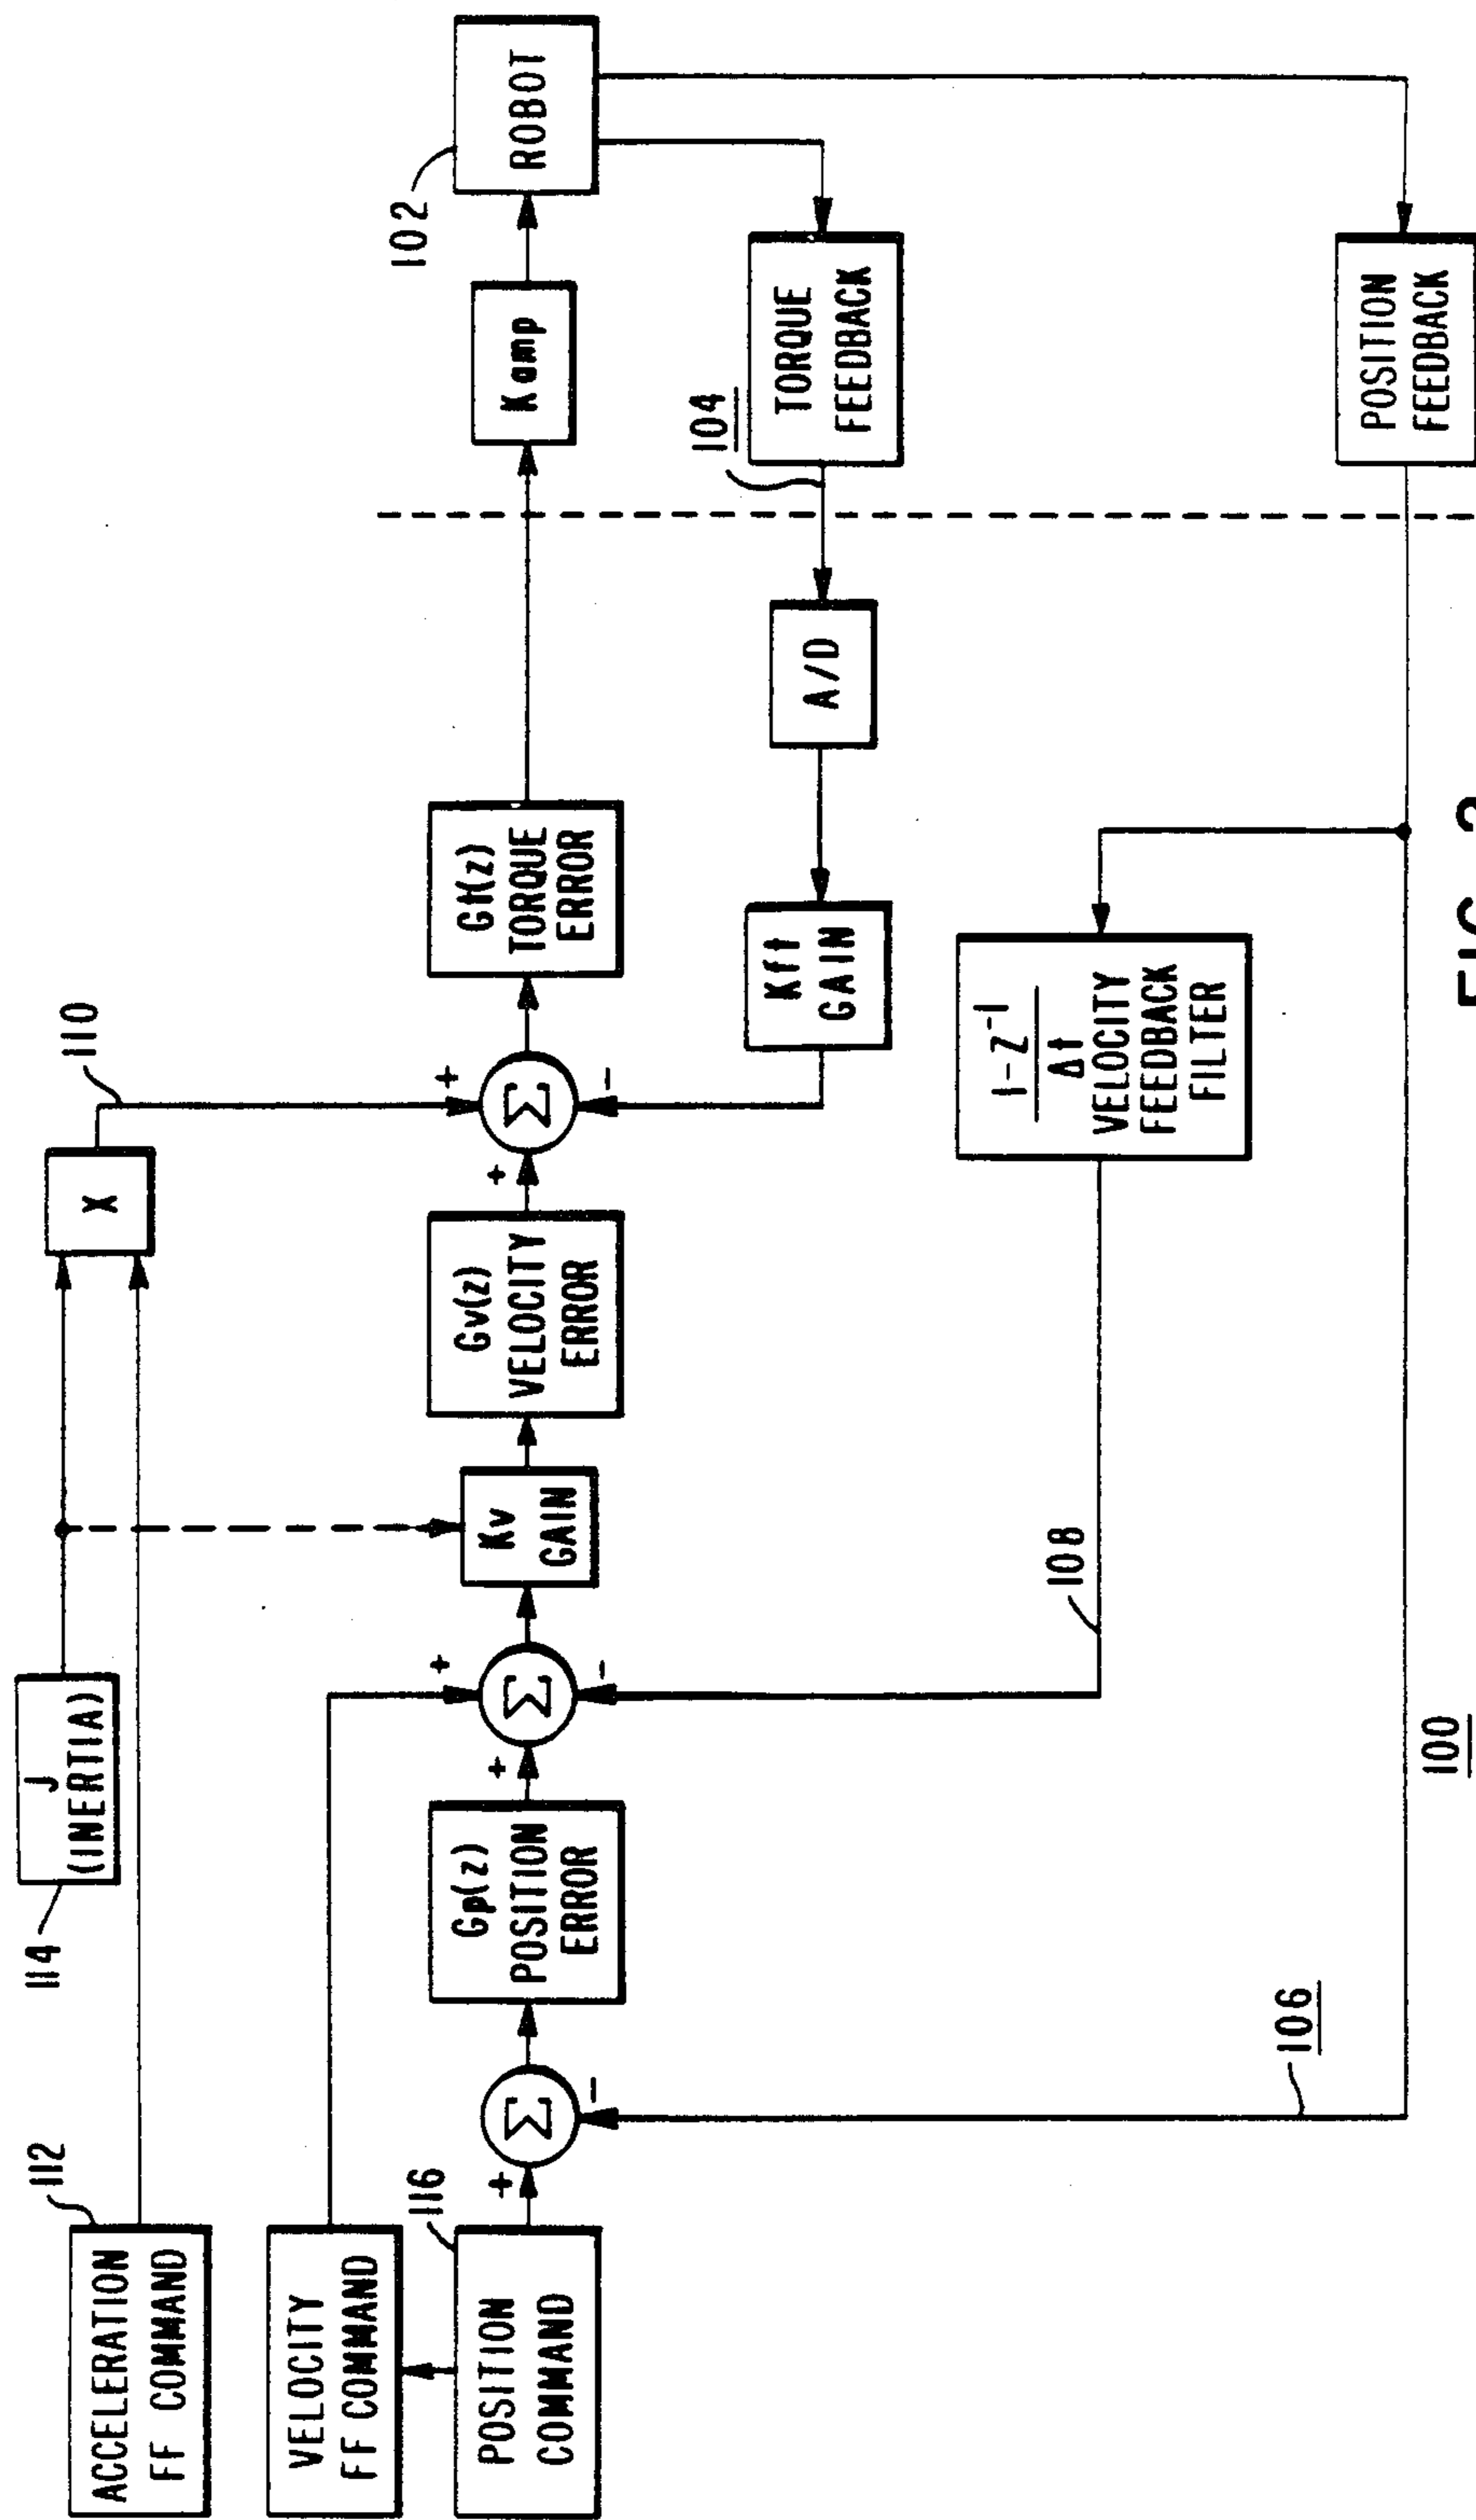 ACCELERATION
FF COMMAND
112
J
(INERTIA)
114
X
110
VELOCITY
FF COMMAND
POSITION
COMMAND
116
+
Σ
-
Gp(z)
POSITION
ERROR
+
+
Σ
-
Kv
GAIN
Gv(z)
VELOCITY
ERROR
+
+
Σ
-
Gt(z)
TORQUE
ERROR
Kamp
ROBOT
102
Kft
GAIN
A/D
TORQUE
FEEDBACK
104
1-Z⁻¹
Δt
VELOCITY
FEEDBACK
FILTER
108
POSITION
FEEDBACK
106
100